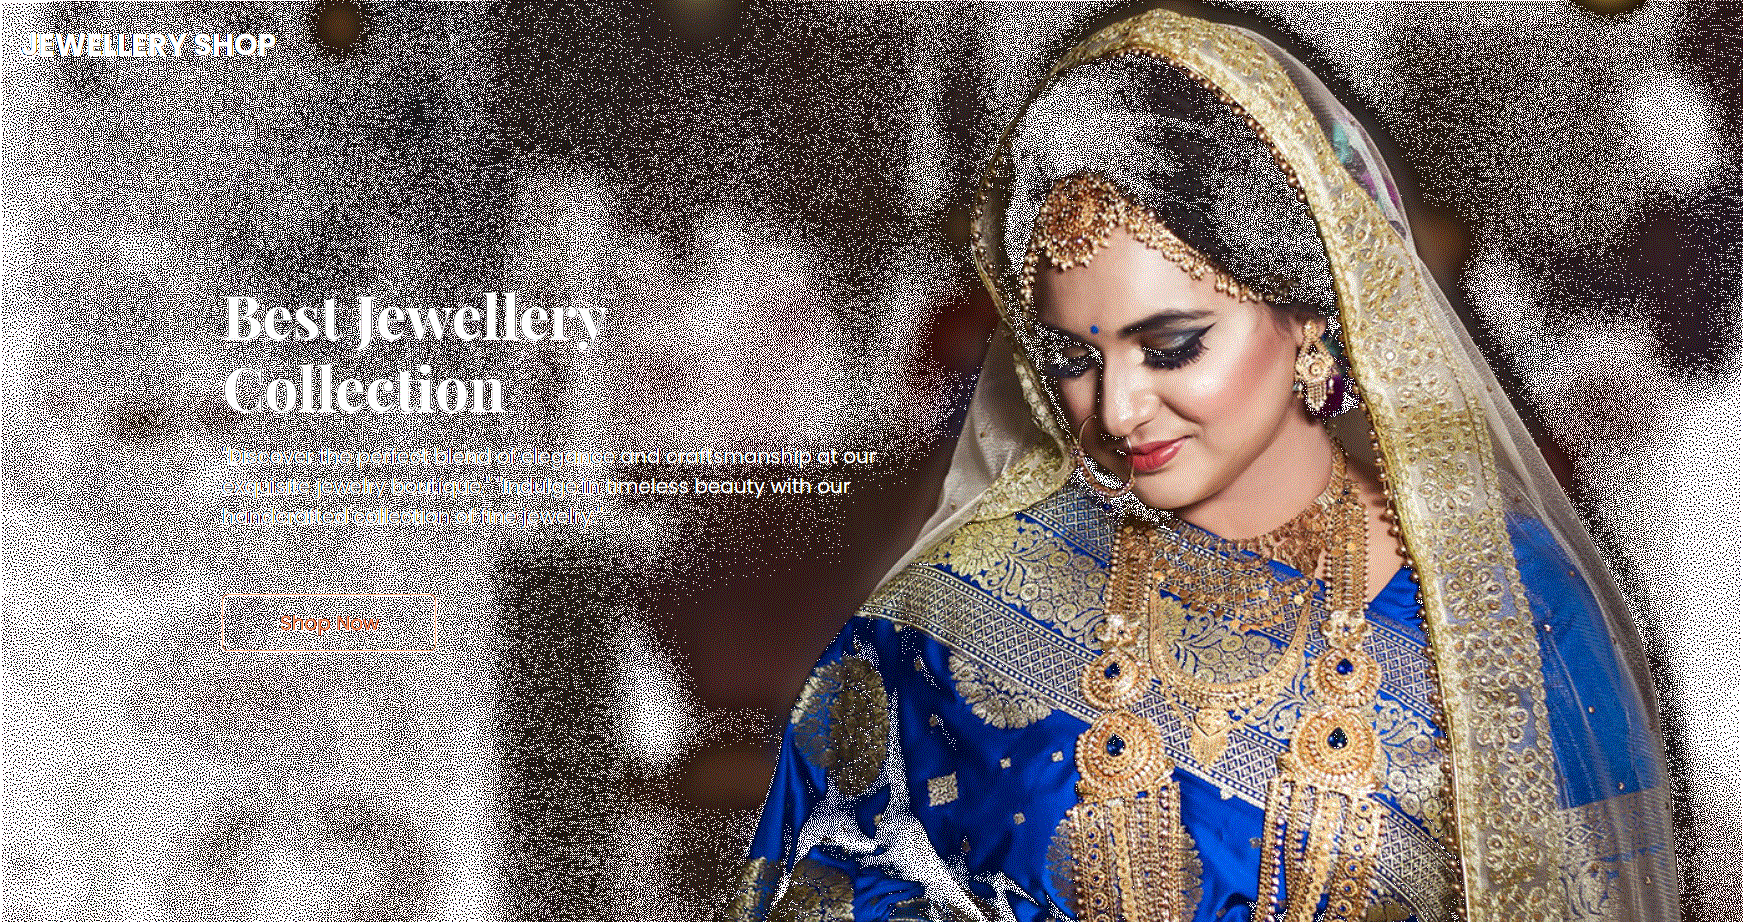 JEWELLERY SHOP
Best Jewellery
Collection
Discover the perfect blend of elegance and craftsmanship at our
exquisite jewelry boutique - Indulge in timeless beauty with our
handcrafted collection of fine jewelry.
Shop Now